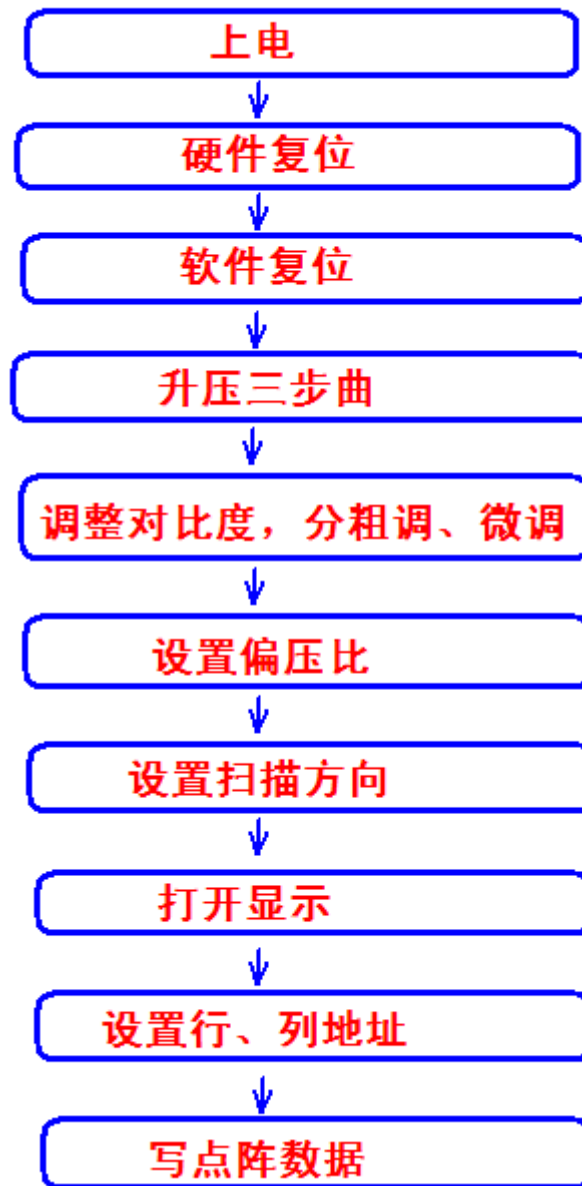 上电
硬件复位
软件复位
升压三步曲
调整对比度，分粗调、微调
设置偏压比
设置扫描方向
打开显示
设置行、列地址
写点阵数据